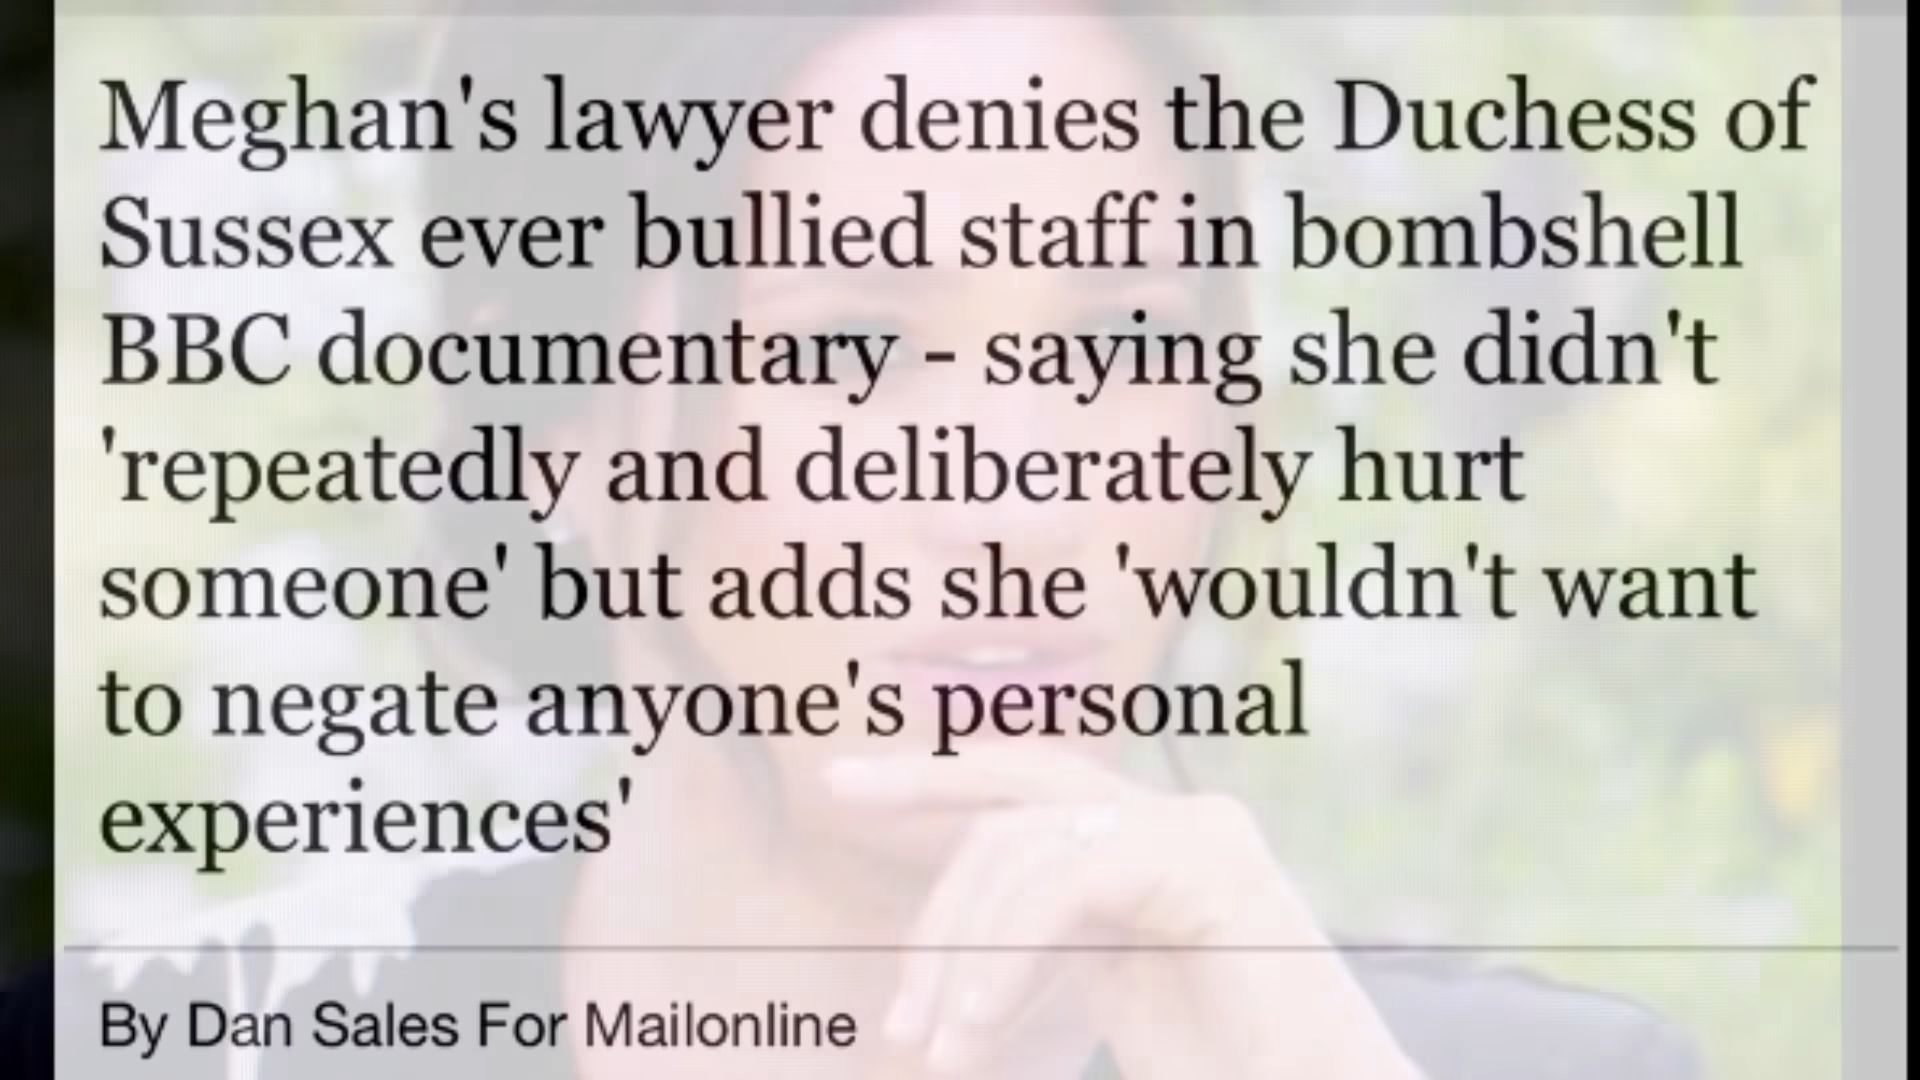 Meghan's lawyer denies the Duchess of
Sussex ever bullied staff in bombshell
BBC documentary - saying she didn't
'repeatedly and deliberately hurt
someone' but adds she 'wouldn't want
to negate anyone's personal
experiences'
By Dan Sales For Mailonline